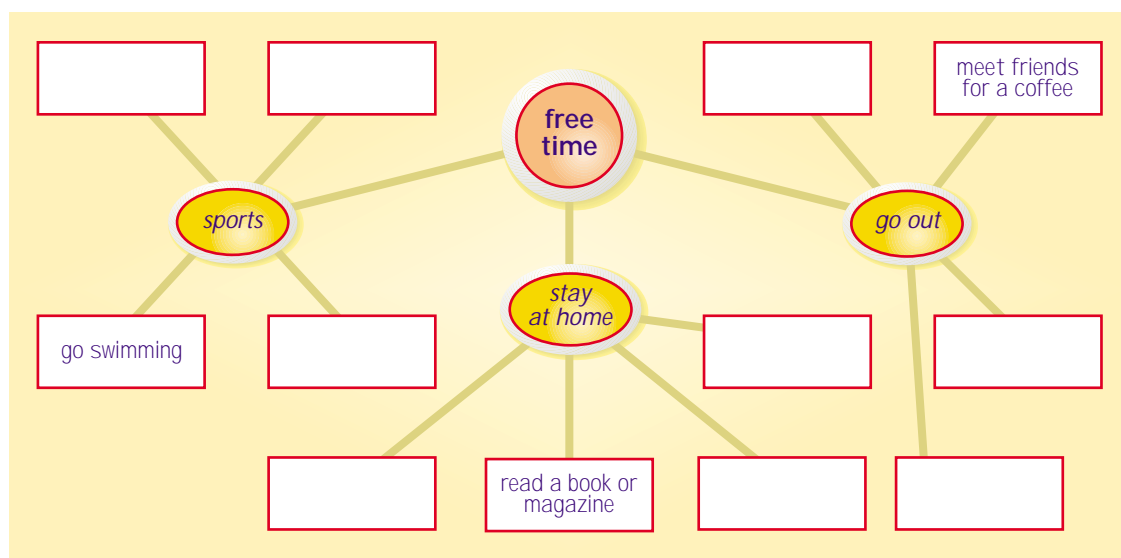 meet friends
for a coffee
free
time
sports
go out
stay
at home
go swimming
read a book or
magazine